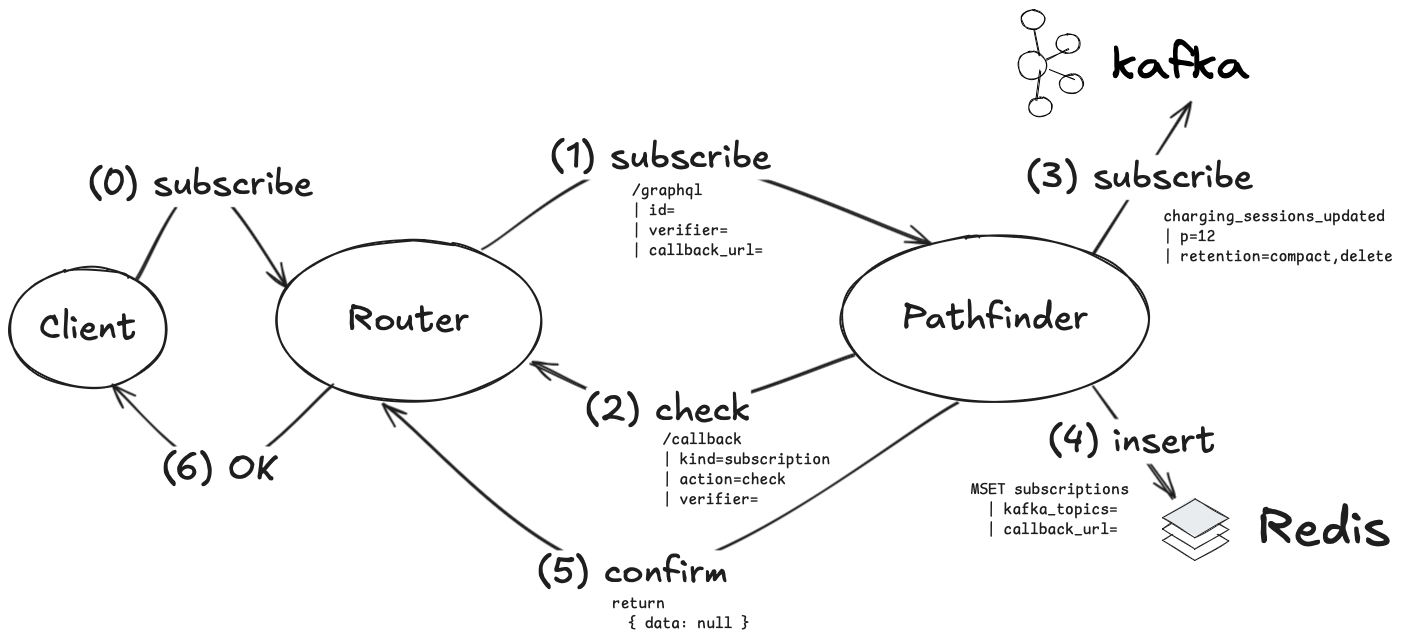 kafka
(0) subscribe
(1) subscribe
/graphql
| id=
| verifier=
| callback_url=
(3) subscribe
charging_sessions_updated
| p=12
| retention=compact,delete
Client
Router
Pathfinder
(2) check
/callback
| kind=subscription
| action=check
| verifier=
(4) insert
MSET subscriptions
| kafka_topics=
| callback_url=
Redis
(6) OK
(5) confirm
return
{ data: null }